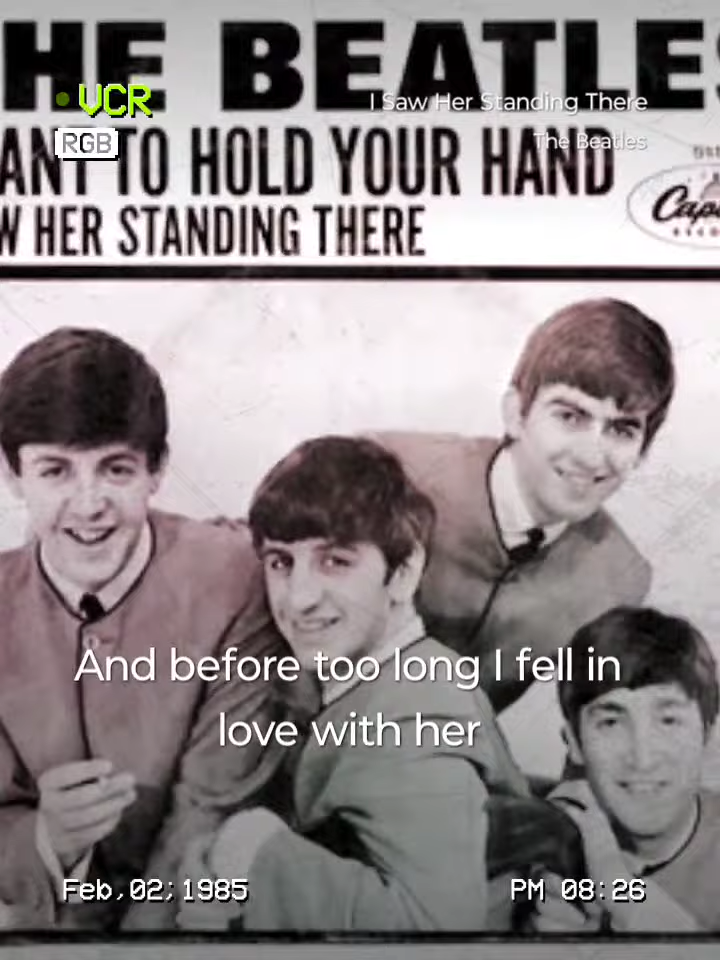 HE BEATLES
• VCR
I Saw Her Standing There
RGB
The Beatles
ANT TO HOLD YOUR HAND
W HER STANDING THERE
And before too long I fell in
love with her
Feb,02;1985
PM 08:26